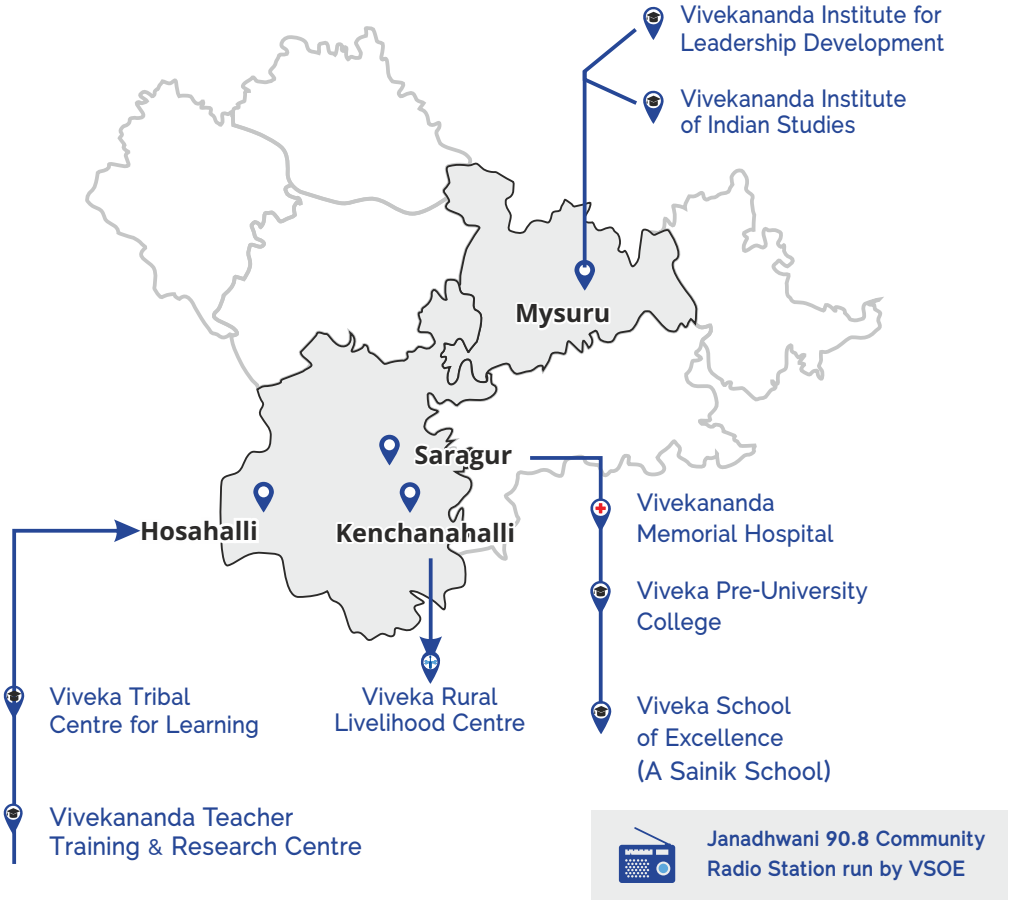 Vivekananda Institute for
Leadership Development
Vivekananda Institute
of Indian Studies
Mysuru
Saragur
Hosahalli
Kenchanahalli
Vivekananda
Memorial Hospital
Viveka Pre-University
College
Viveka School
of Excellence
(A Sainik School)
Viveka Tribal
Centre for Learning
Viveka Rural
Livelihood Centre
Vivekananda Teacher
Training & Research Centre
Janadhwani 90.8 Community
Radio Station run by VSOE